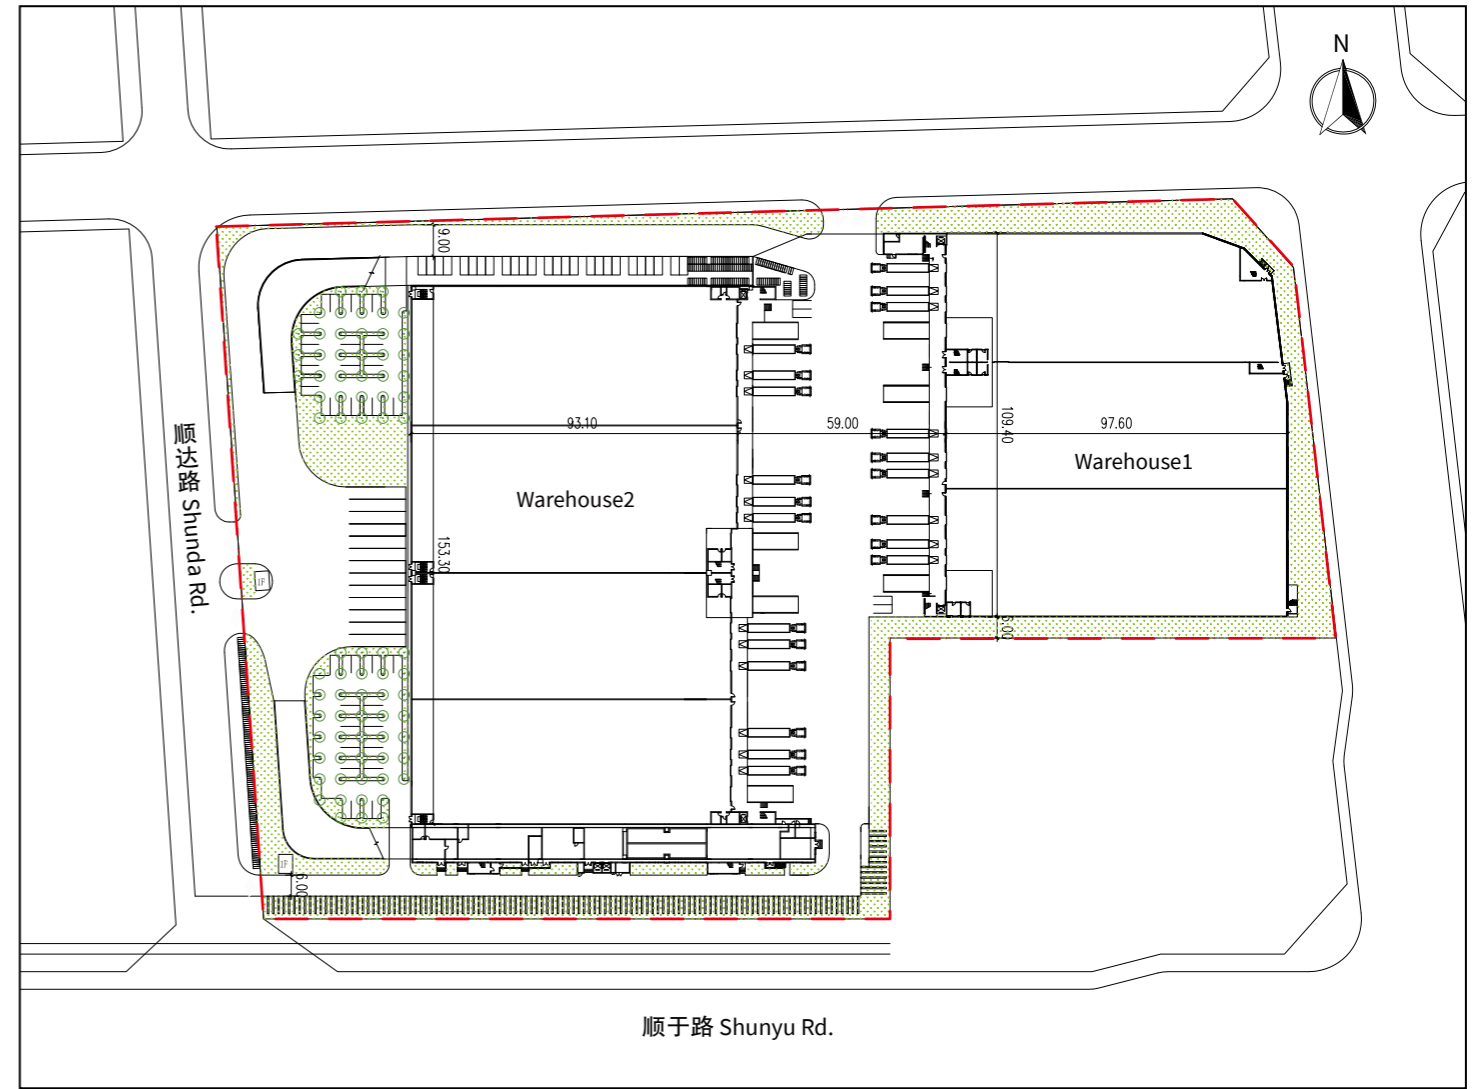 N
9.00
93.10
59.00
109.40
97.60
Warehouse1
Warehouse2
顺达路 Shunda Rd.
153.30
1F
5.00
1F
6.00
顺于路 Shunyu Rd.